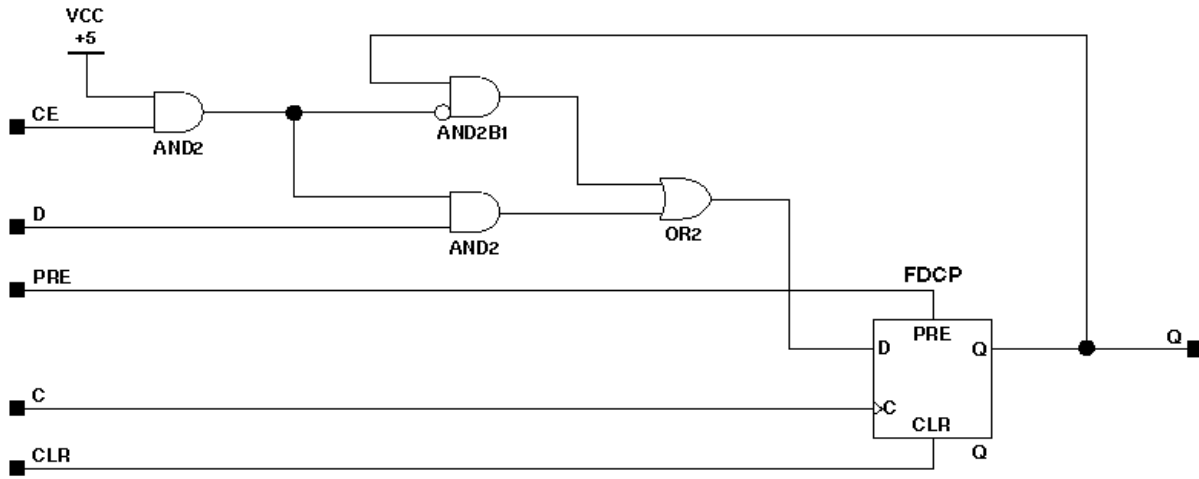 VCC
+5
CE
AND2
AND2B1
D
AND2
OR2
PRE
FDCP
PRE
D
Q
Q
C
C
CLR
CLR
Q